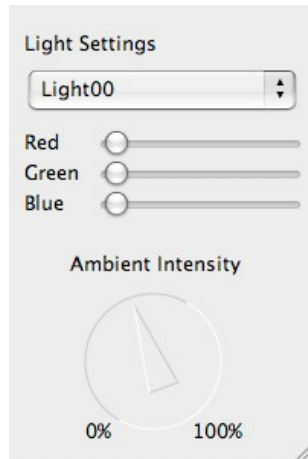 Light Settings
Light00
Red
Green
Blue
Ambient Intensity
0% 100%